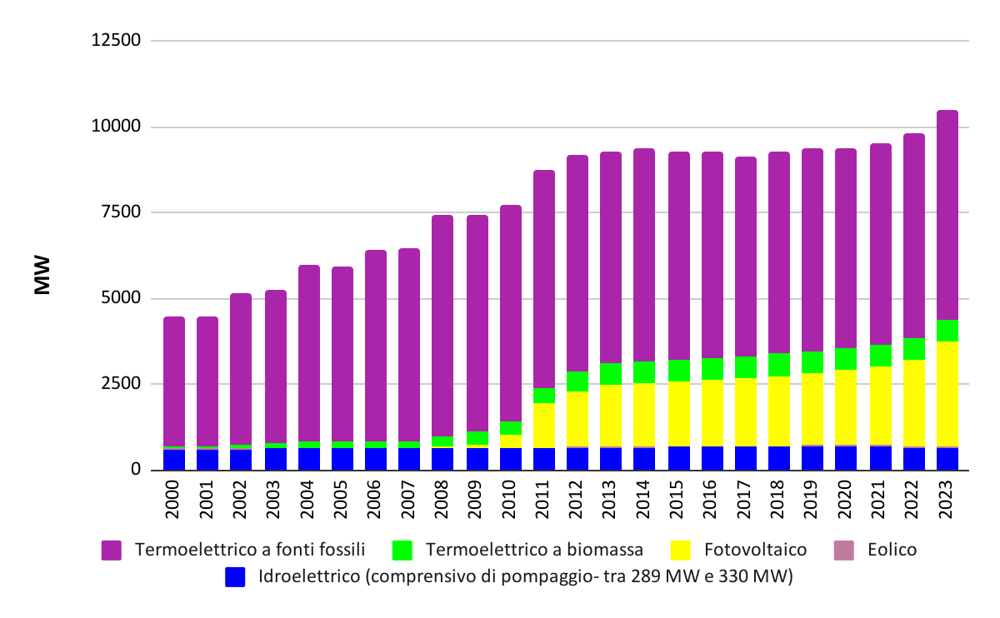 12500
10000
7500
5000
2500
0
MW
2000 2001 2002 2003 2004 2005 2006 2007 2008 2009 2010 2011 2012 2013 2014 2015 2016 2017 2018 2019 2020 2021 2022 2023
Termoelettrico a fonti fossili Termoelettrico a biomassa Fotovoltaico Eolico
Idroelettrico (comprensivo di pompaggio- tra 289 MW e 330 MW)